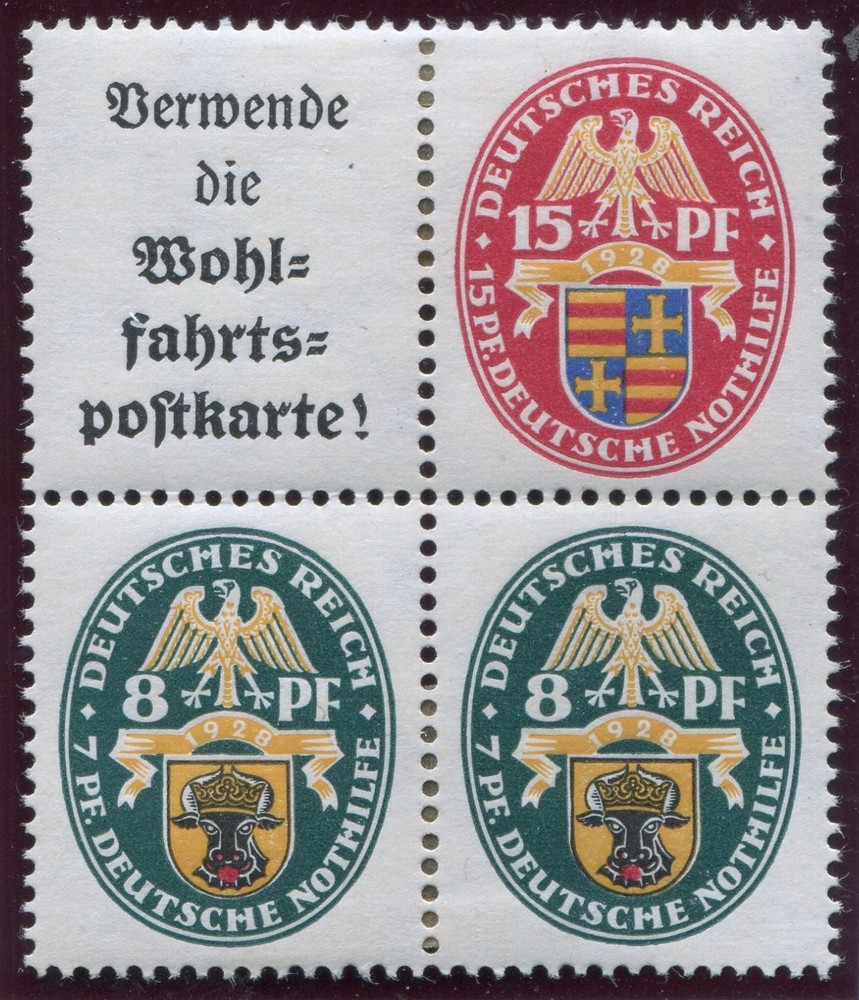 Verwende
die
Wohl=
fahrts=
poſtkarte!
DEUTSCHES REICH
15 PF
1928
15 PF. DEUTSCHE NOTHILFE
DEUTSCHES REICH
8 PF
1928
7 PF. DEUTSCHE NOTHILFE
DEUTSCHES REICH
8 PF
1928
7 PF. DEUTSCHE NOTHILFE